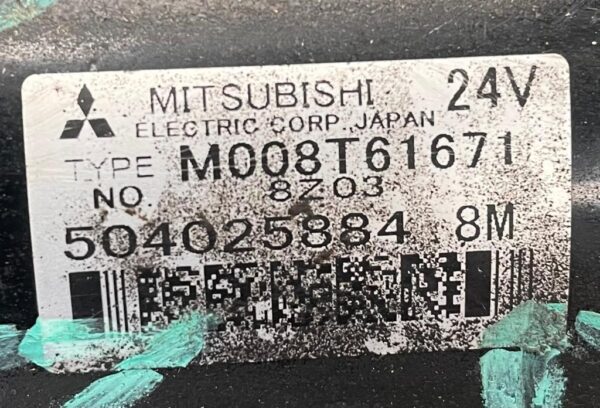 MITSUBISHI 24V
ELECTRIC CORP. JAPAN
TYPE M008T61671
NO. 8Z03
504025884 8M